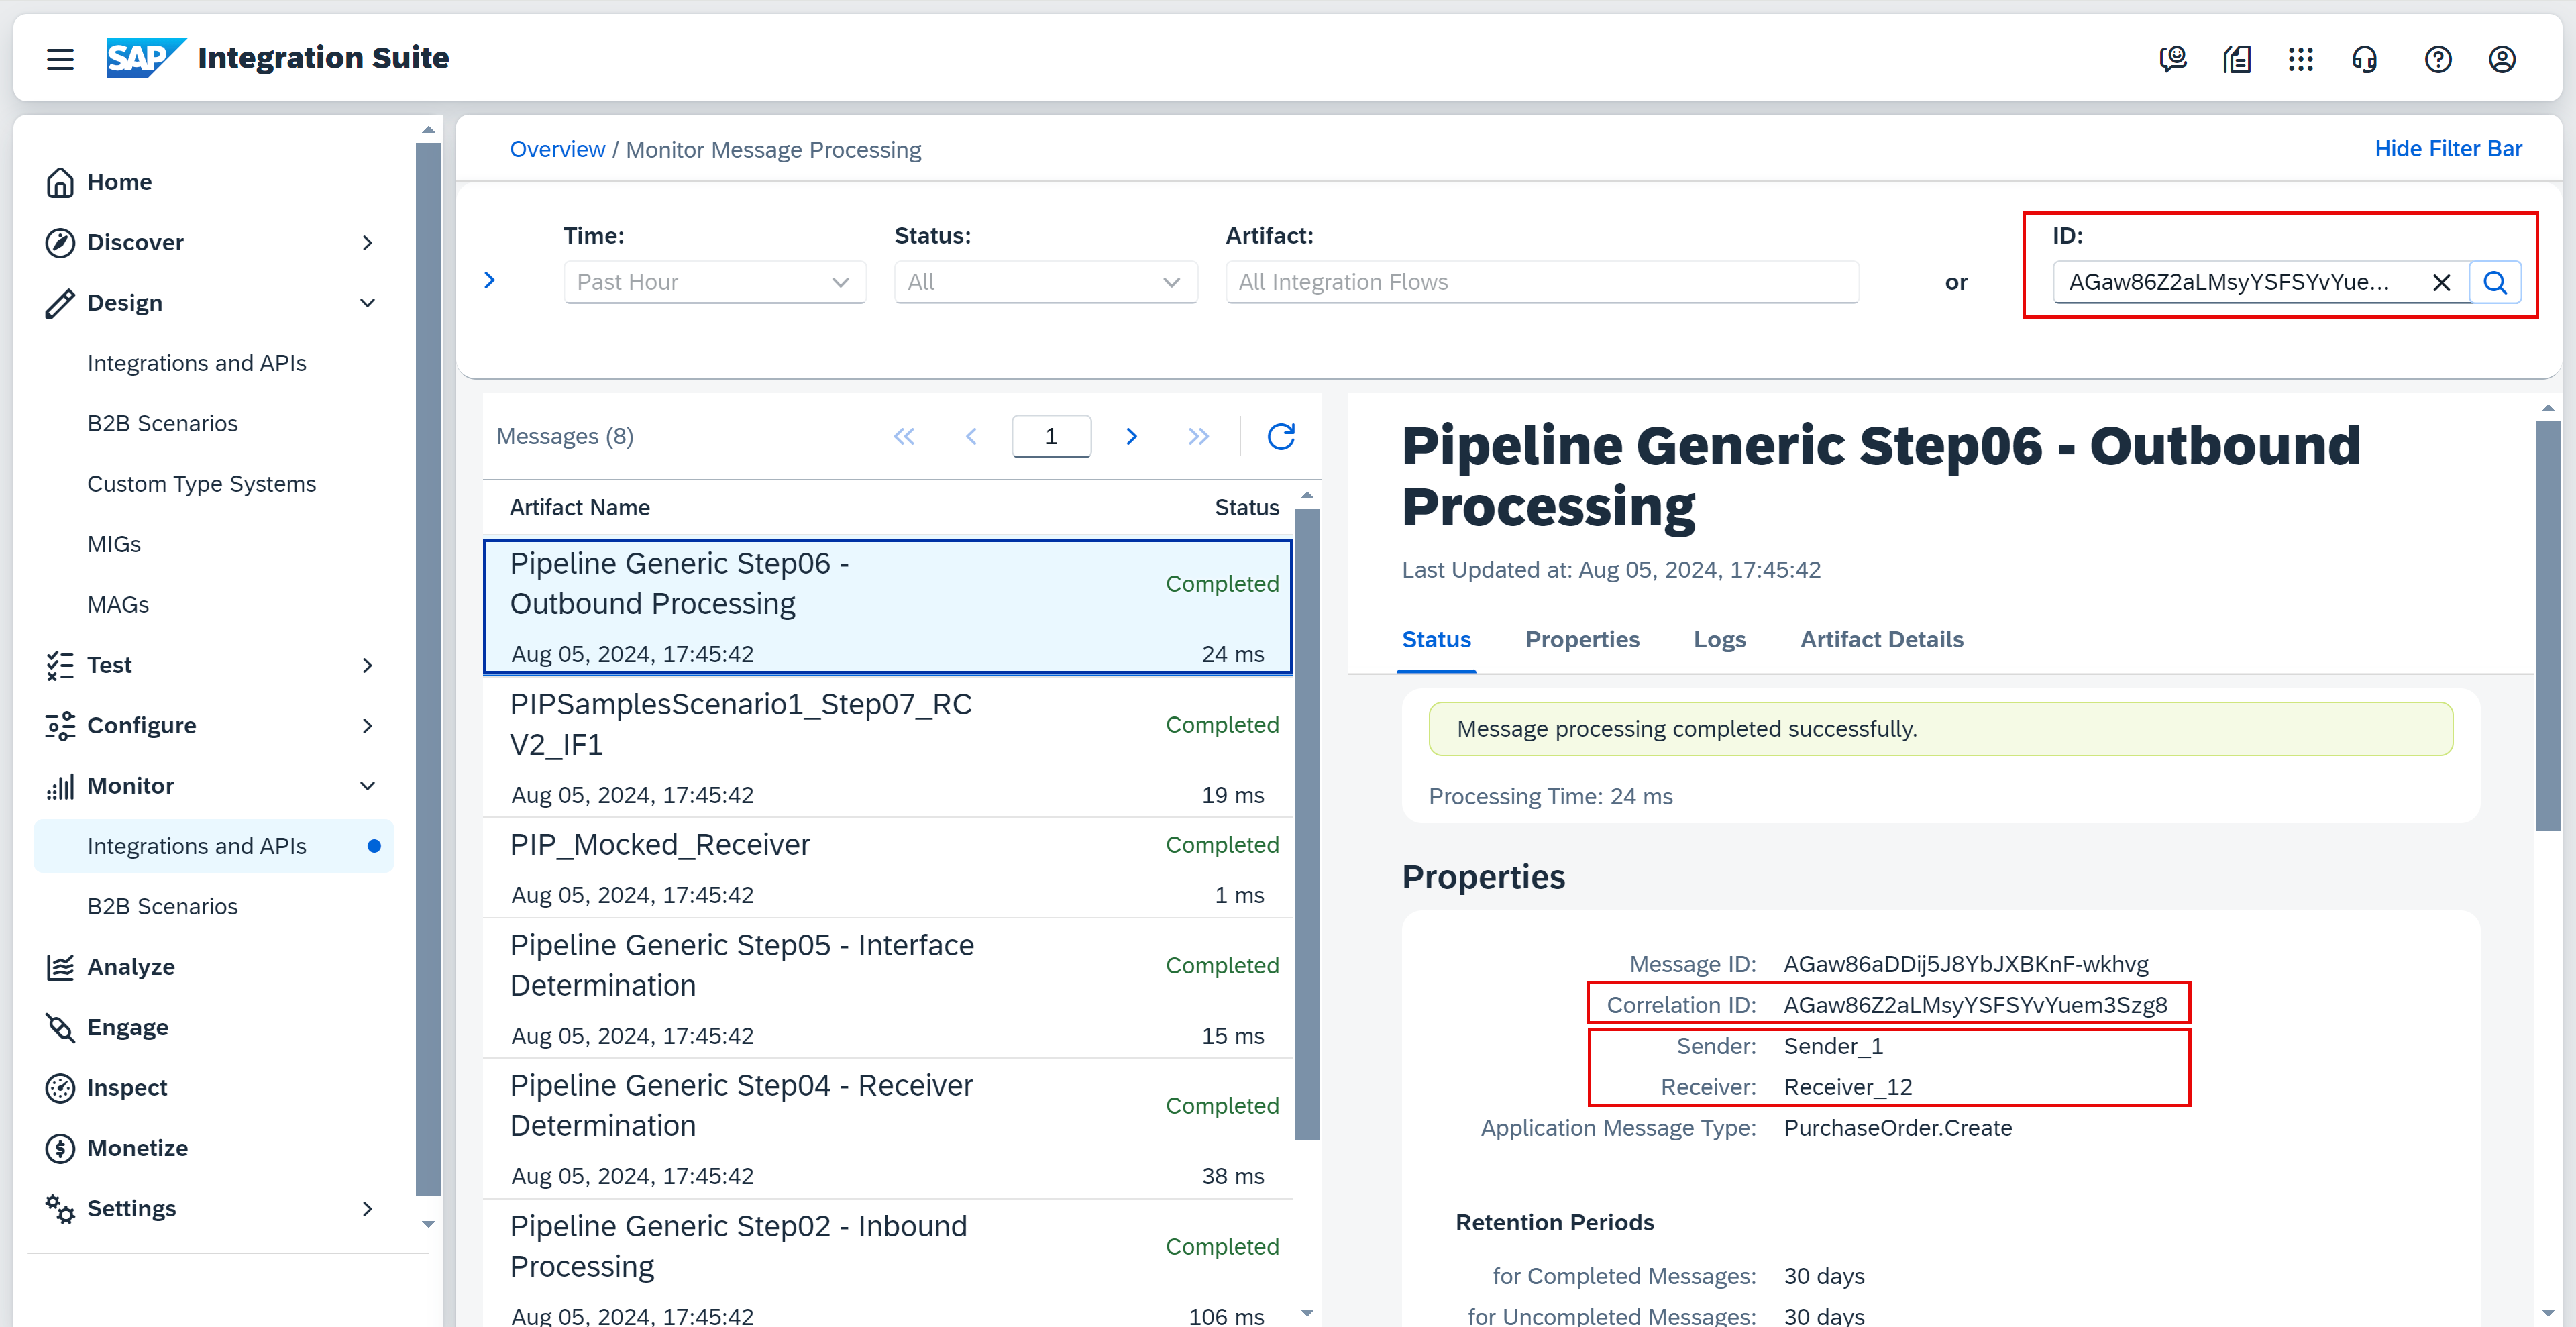 SAP Integration Suite
Home
Discover
Design
Integrations and APIs
B2B Scenarios
Custom Type Systems
MIGs
MAGs
Test
Configure
Monitor
Integrations and APIs
B2B Scenarios
Analyze
Engage
Inspect
Monetize
Settings
Overview / Monitor Message Processing
Hide Filter Bar
Time:
Past Hour
Status:
All
Artifact:
All Integration Flows
or
ID:
AGaw86Z2aLMsyYSFSYvYue...
Messages (8)
1
Artifact Name Status
Pipeline Generic Step06 -
Outbound Processing
Completed
Aug 05, 2024, 17:45:42 24 ms
PIPSamplesScenario1_Step07_RC
V2_IF1
Completed
Aug 05, 2024, 17:45:42 19 ms
PIP_Mocked_Receiver Completed
Aug 05, 2024, 17:45:42 1 ms
Pipeline Generic Step05 - Interface
Determination
Completed
Aug 05, 2024, 17:45:42 15 ms
Pipeline Generic Step04 - Receiver
Determination
Completed
Aug 05, 2024, 17:45:42 38 ms
Pipeline Generic Step02 - Inbound
Processing
Completed
Aug 05, 2024, 17:45:42 106 ms
Pipeline Generic Step06 - Outbound
Processing
Last Updated at: Aug 05, 2024, 17:45:42
Status Properties Logs Artifact Details
Message processing completed successfully.
Processing Time: 24 ms
Properties
Message ID: AGaw86aDDij5J8YbJXBKnF-wkhvg
Correlation ID: AGaw86Z2aLMsyYSFSYvYuem3Szg8
Sender: Sender_1
Receiver: Receiver_12
Application Message Type: PurchaseOrder.Create
Retention Periods
for Completed Messages: 30 days
for Uncompleted Messages: 30 days